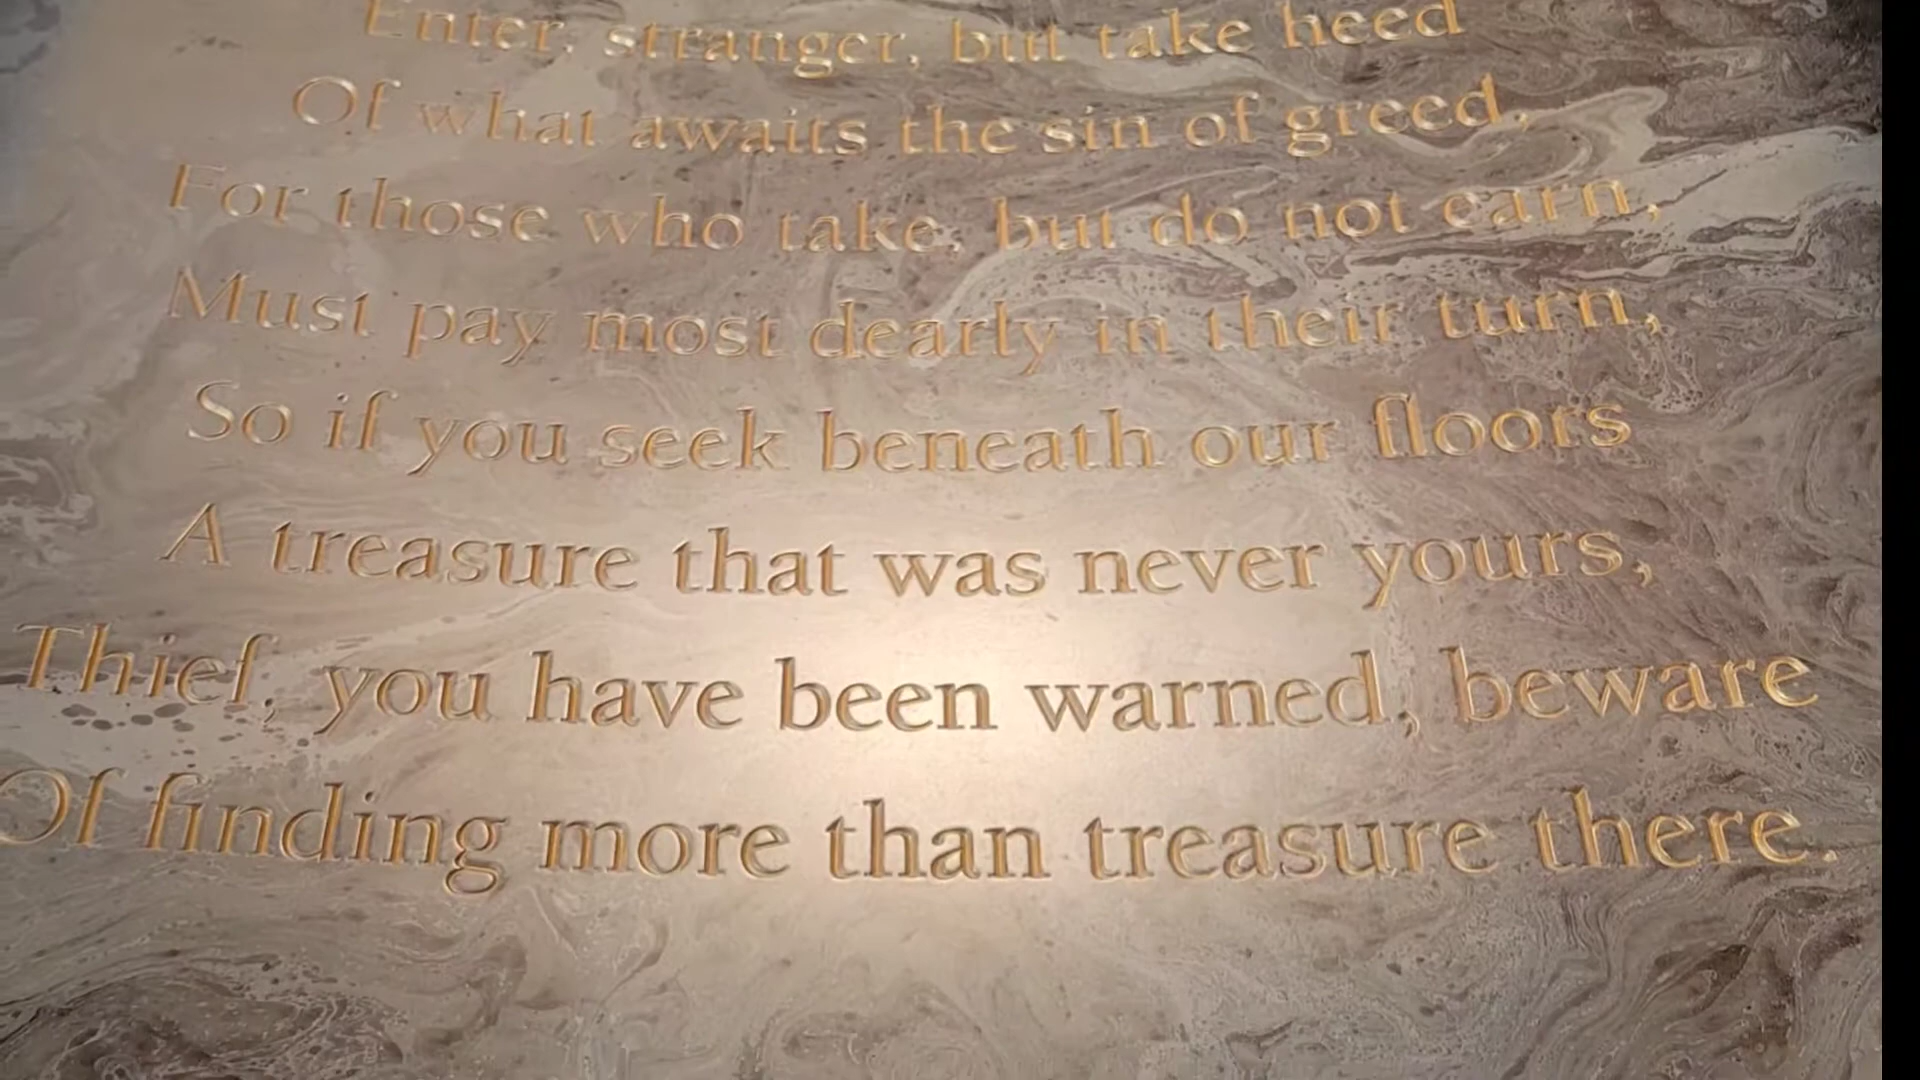 Enter, stranger, but take heed
Of what awaits the sin of greed,
For those who take, but do not earn,
Must pay most dearly in their turn,
So if you seek beneath our floors
A treasure that was never yours,
Thief, you have been warned, beware
Of finding more than treasure there.